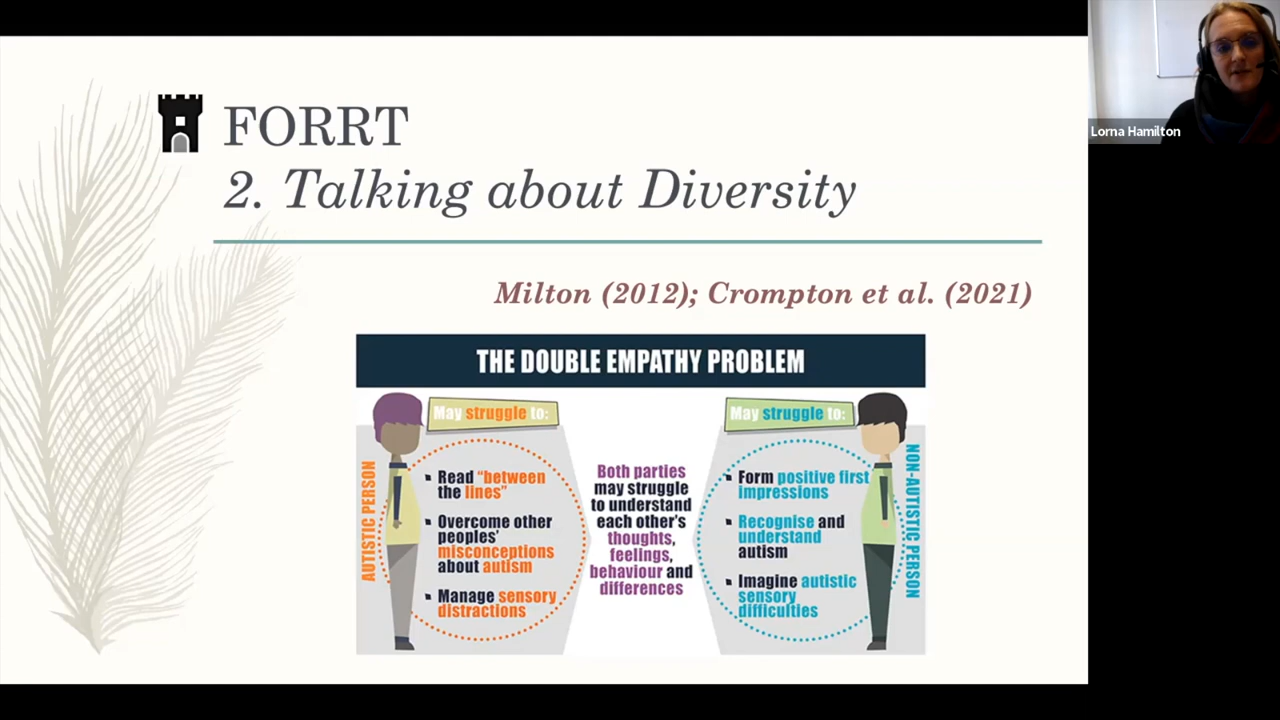 FORRT
2. Talking about Diversity
Milton (2012); Crompton et al. (2021)
THE DOUBLE EMPATHY PROBLEM
May struggle to:
AUTISTIC PERSON
▪ Read “between
the lines”
▪ Overcome other
peoples’
misconceptions
about autism
▪ Manage sensory
distractions
Both parties
may struggle
to understand
each other’s
thoughts,
feelings,
behaviour and
differences
May struggle to:
▪ Form positive first
impressions
▪ Recognise and
understand
autism
▪ Imagine autistic
sensory
difficulties
NON-AUTISTIC PERSON
Lorna Hamilton